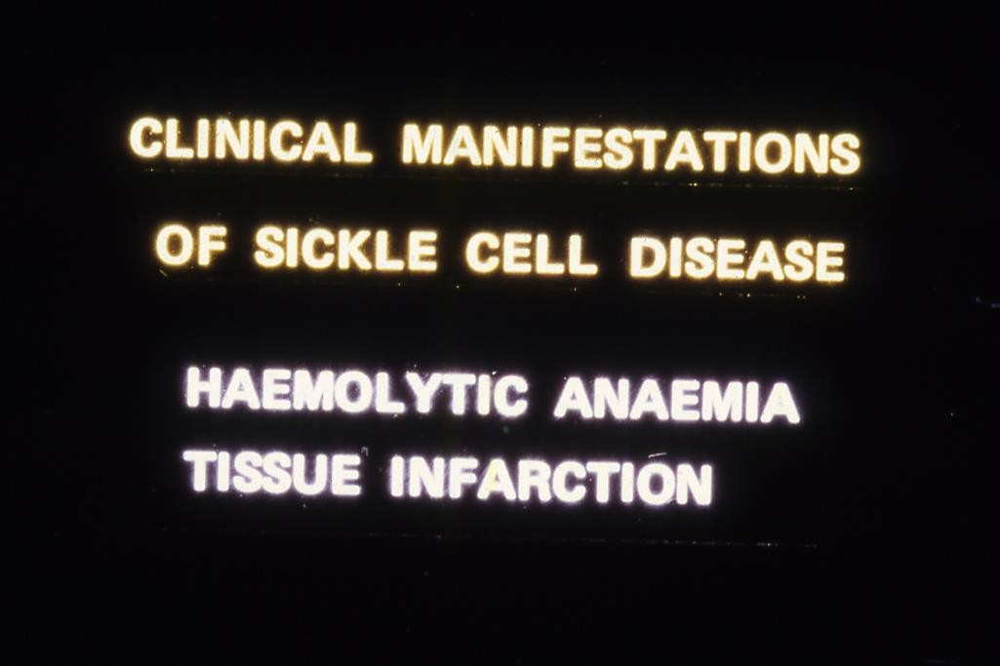 CLINICAL MANIFESTATIONS
OF SICKLE CELL DISEASE
HAEMOLYTIC ANAEMIA
TISSUE INFARCTION